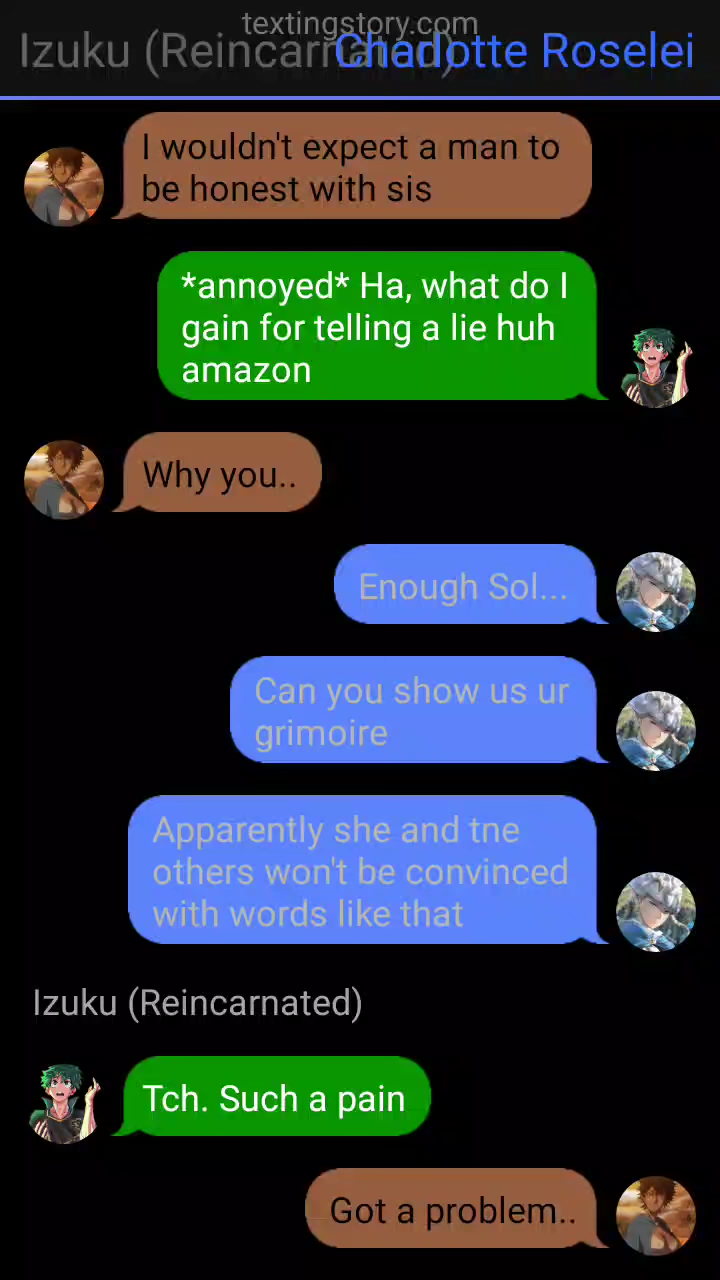 textingstory.com
Izuku (Reincarnated)
Charlotte Roselei
I wouldn't expect a man to
be honest with sis
*annoyed* Ha, what do I
gain for telling a lie huh
amazon
Why you..
Enough Sol...
Can you show us ur
grimoire
Apparently she and tne
others won't be convinced
with words like that
Izuku (Reincarnated)
Tch. Such a pain
Got a problem..